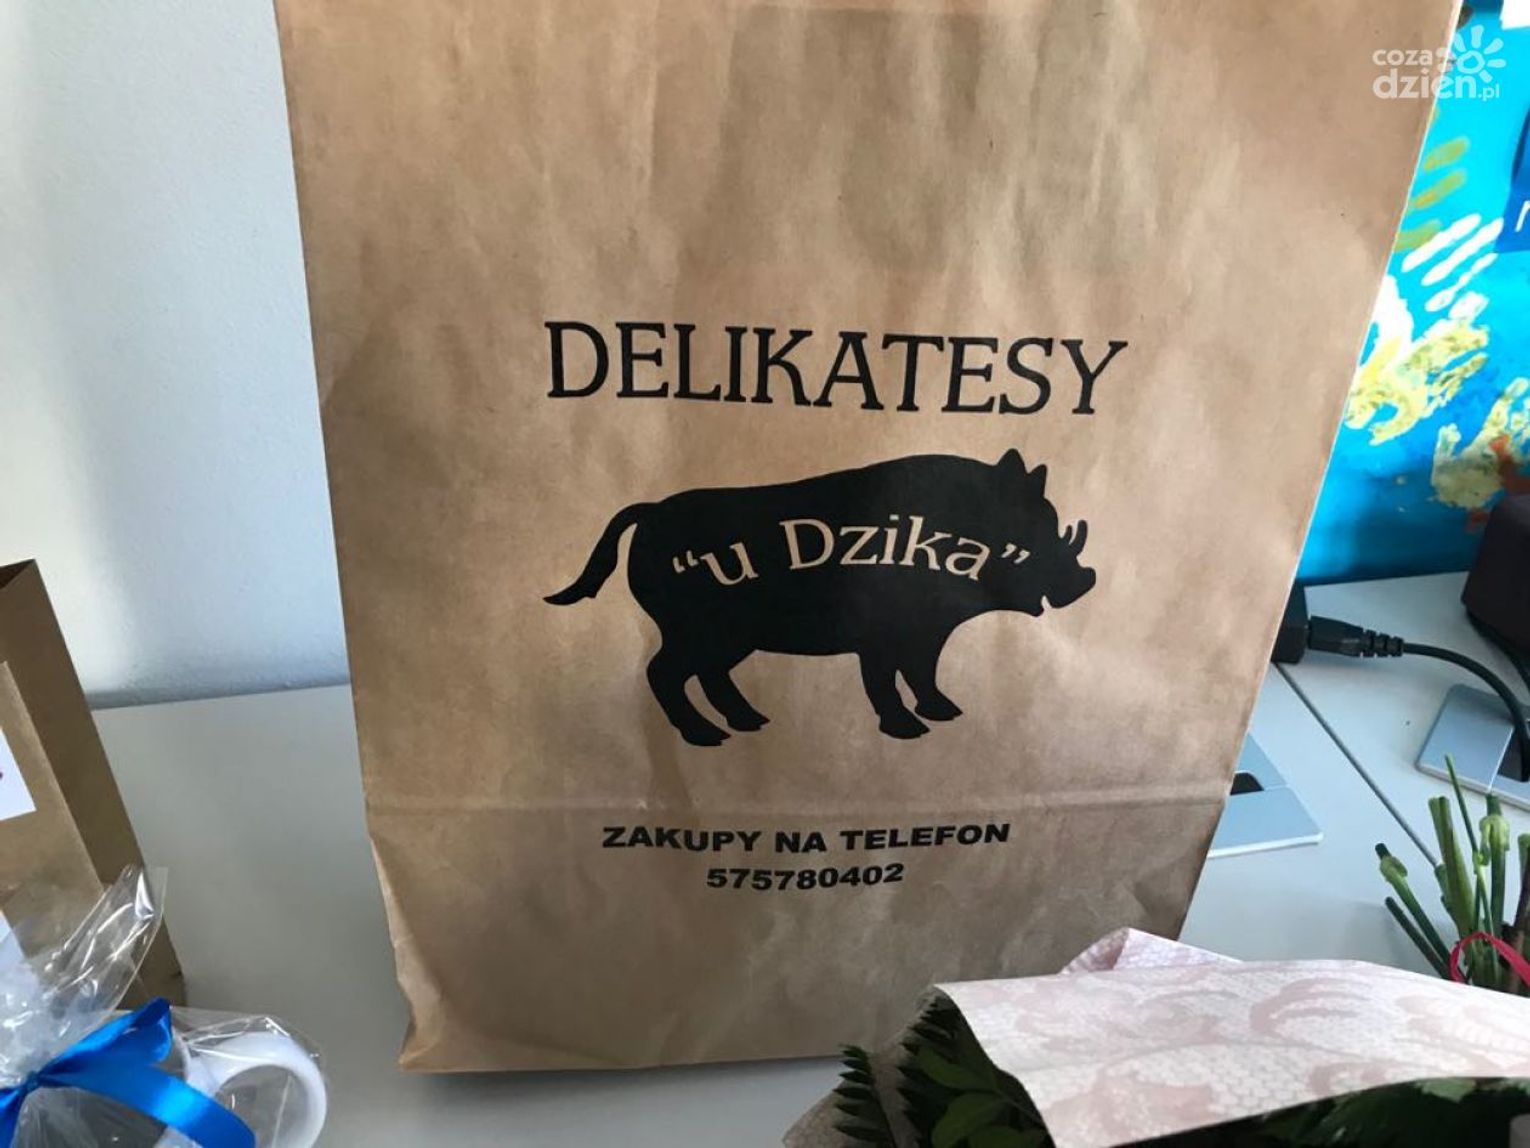 coza
dzien.pl
DELIKATESY
"u Dzika"
ZAKUPY NA TELEFON
575780402